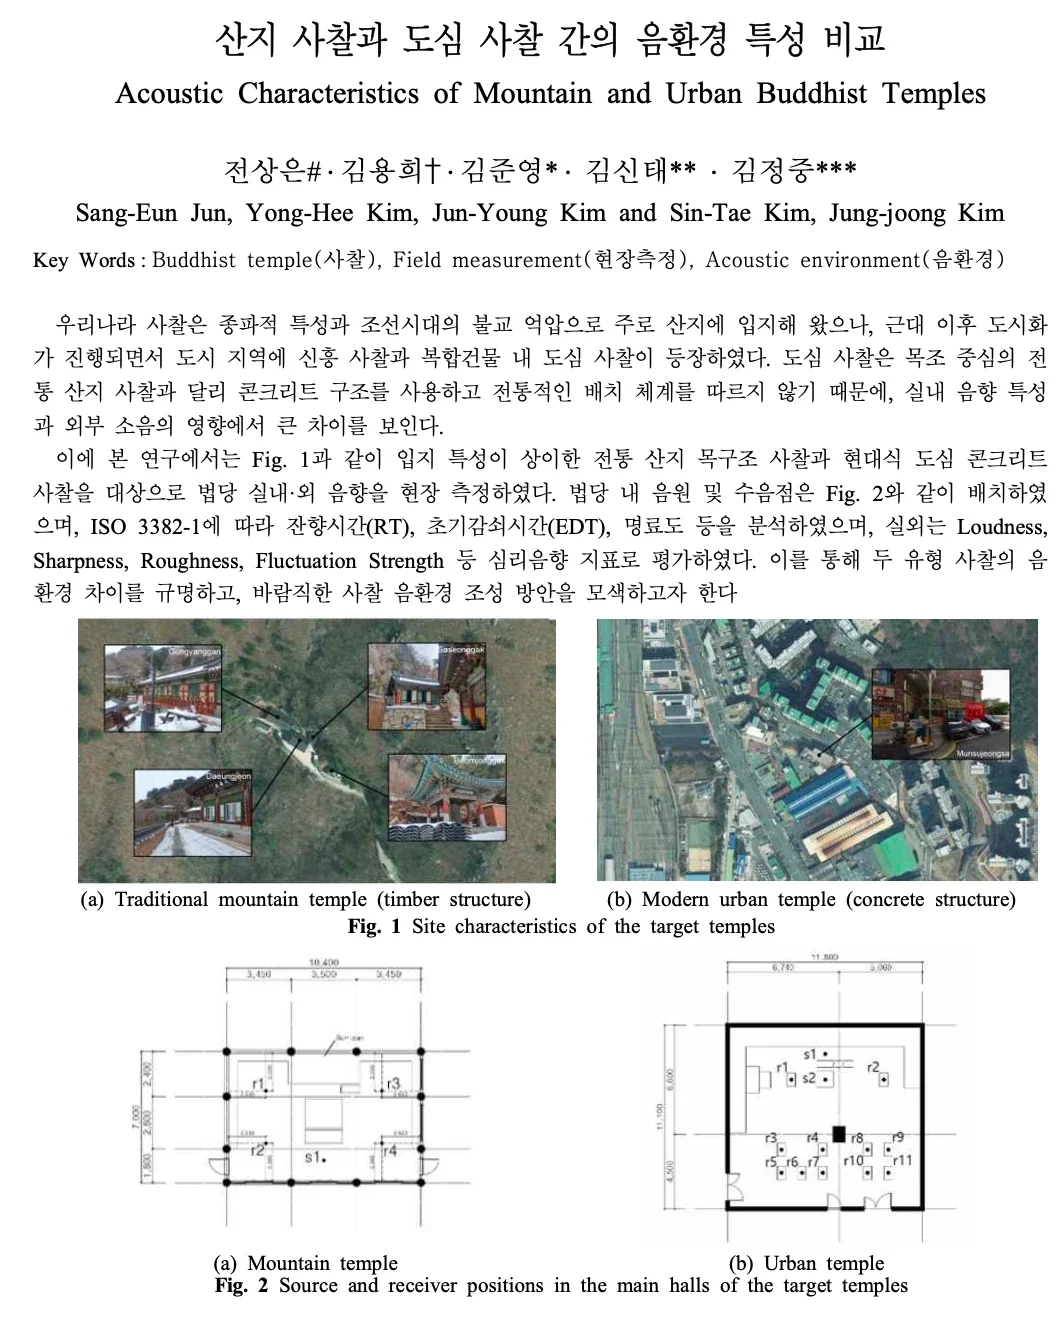 산지 사찰과 도심 사찰 간의 음환경 특성 비교
Acoustic Characteristics of Mountain and Urban Buddhist Temples
전상은#·김용희†·김준영*· 김신태** · 김정중***
Sang-Eun Jun, Yong-Hee Kim, Jun-Young Kim and Sin-Tae Kim, Jung-joong Kim
Key Words : Buddhist temple(사찰), Field measurement(현장측정), Acoustic environment(음환경)
우리나라 사찰은 종파적 특성과 조선시대의 불교 억압으로 주로 산지에 입지해 왔으나, 근대 이후 도시화
가 진행되면서 도시 지역에 신흥 사찰과 복합건물 내 도심 사찰이 등장하였다. 도심 사찰은 목조 중심의 전
통 산지 사찰과 달리 콘크리트 구조를 사용하고 전통적인 배치 체계를 따르지 않기 때문에, 실내 음향 특성
과 외부 소음의 영향에서 큰 차이를 보인다.
이에 본 연구에서는 Fig. 1과 같이 입지 특성이 상이한 전통 산지 목구조 사찰과 현대식 도심 콘크리트
사찰을 대상으로 법당 실내·외 음향을 현장 측정하였다. 법당 내 음원 및 수음점은 Fig. 2와 같이 배치하였
으며, ISO 3382-1에 따라 잔향시간(RT), 초기감쇠시간(EDT), 명료도 등을 분석하였으며, 실외는 Loudness,
Sharpness, Roughness, Fluctuation Strength 등 심리음향 지표로 평가하였다. 이를 통해 두 유형 사찰의 음
환경 차이를 규명하고, 바람직한 사찰 음환경 조성 방안을 모색하고자 한다
Gongyanggan
Saseonggak
Daeungjeon
Munsujeongsa
(a) Traditional mountain temple (timber structure)
(b) Modern urban temple (concrete structure)
Fig. 1 Site characteristics of the target temples
10,400
3,450 3,500 3,450
7,000
2,400
2,800
1,800
r1
r3
r2
r4
s1
11,800
6,740 5,060
11,100
6,600
4,500
s1
r1
s2
r2
r3 r4 r8 r9
r5 r6 r7 r10 r11
(a) Mountain temple
(b) Urban temple
Fig. 2 Source and receiver positions in the main halls of the target temples